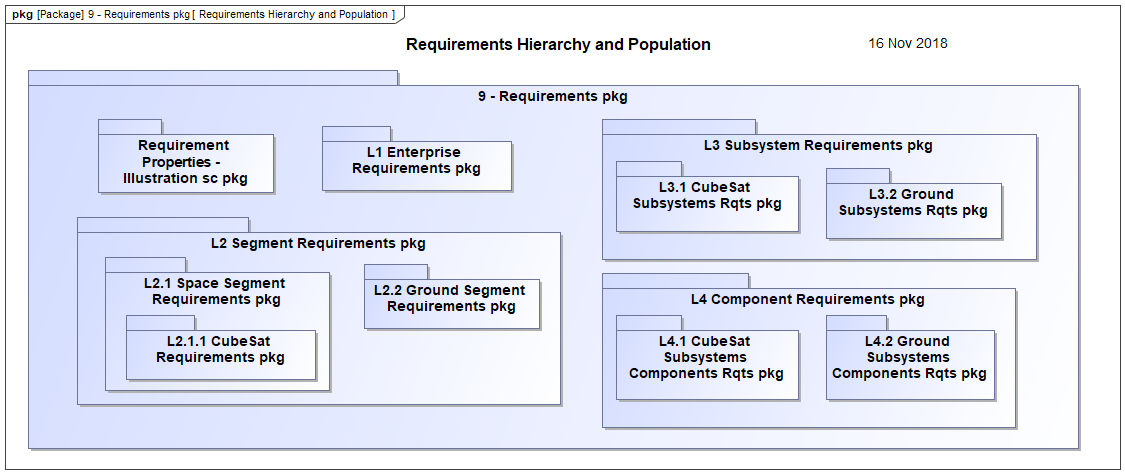 pkg [Package] 9 - Requirements pkg [ Requirements Hierarchy and Population ]
Requirements Hierarchy and Population
16 Nov 2018
9 - Requirements pkg
Requirement
Properties -
Illustration sc pkg
L1 Enterprise
Requirements pkg
L2 Segment Requirements pkg
L2.1 Space Segment
Requirements pkg
L2.1.1 CubeSat
Requirements pkg
L2.2 Ground Segment
Requirements pkg
L3 Subsystem Requirements pkg
L3.1 CubeSat
Subsystems Rqts pkg
L3.2 Ground
Subsystems Rqts pkg
L4 Component Requirements pkg
L4.1 CubeSat
Subsystems
Components Rqts pkg
L4.2 Ground
Subsystems
Components Rqts pkg